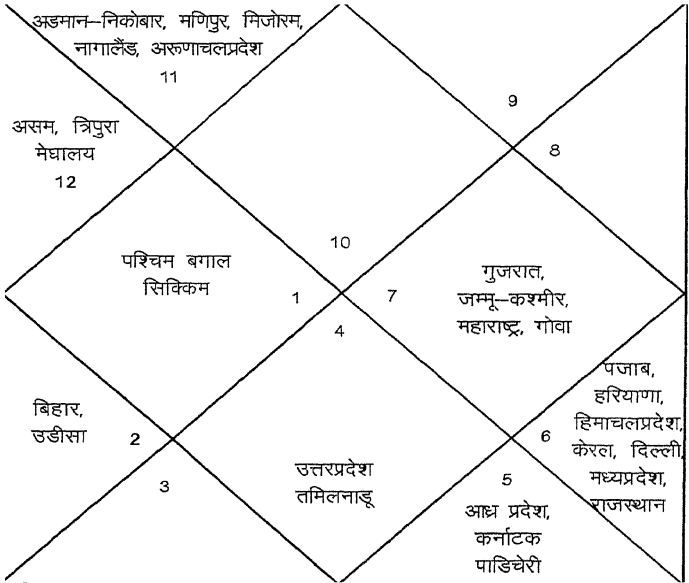 अडमान–निकोबार, मणिपुर, मिजोरम,
नागालैंड, अरूणाचलप्रदेश
11
9
असम, त्रिपुरा
मेघालय
12
8
10
पश्चिम बगाल
सिक्किम
1
7
गुजरात,
जम्मू–कश्मीर,
महाराष्ट्र, गोवा
4
बिहार,
उडीसा
2
3
उत्तरप्रदेश
तमिलनाडू
5
आध्र प्रदेश,
कर्नाटक
पाडिचेरी
6
पजाब,
हरियाणा,
हिमाचलप्रदेश,
केरला, दिल्ली,
मध्यप्रदेश,
राजस्थान